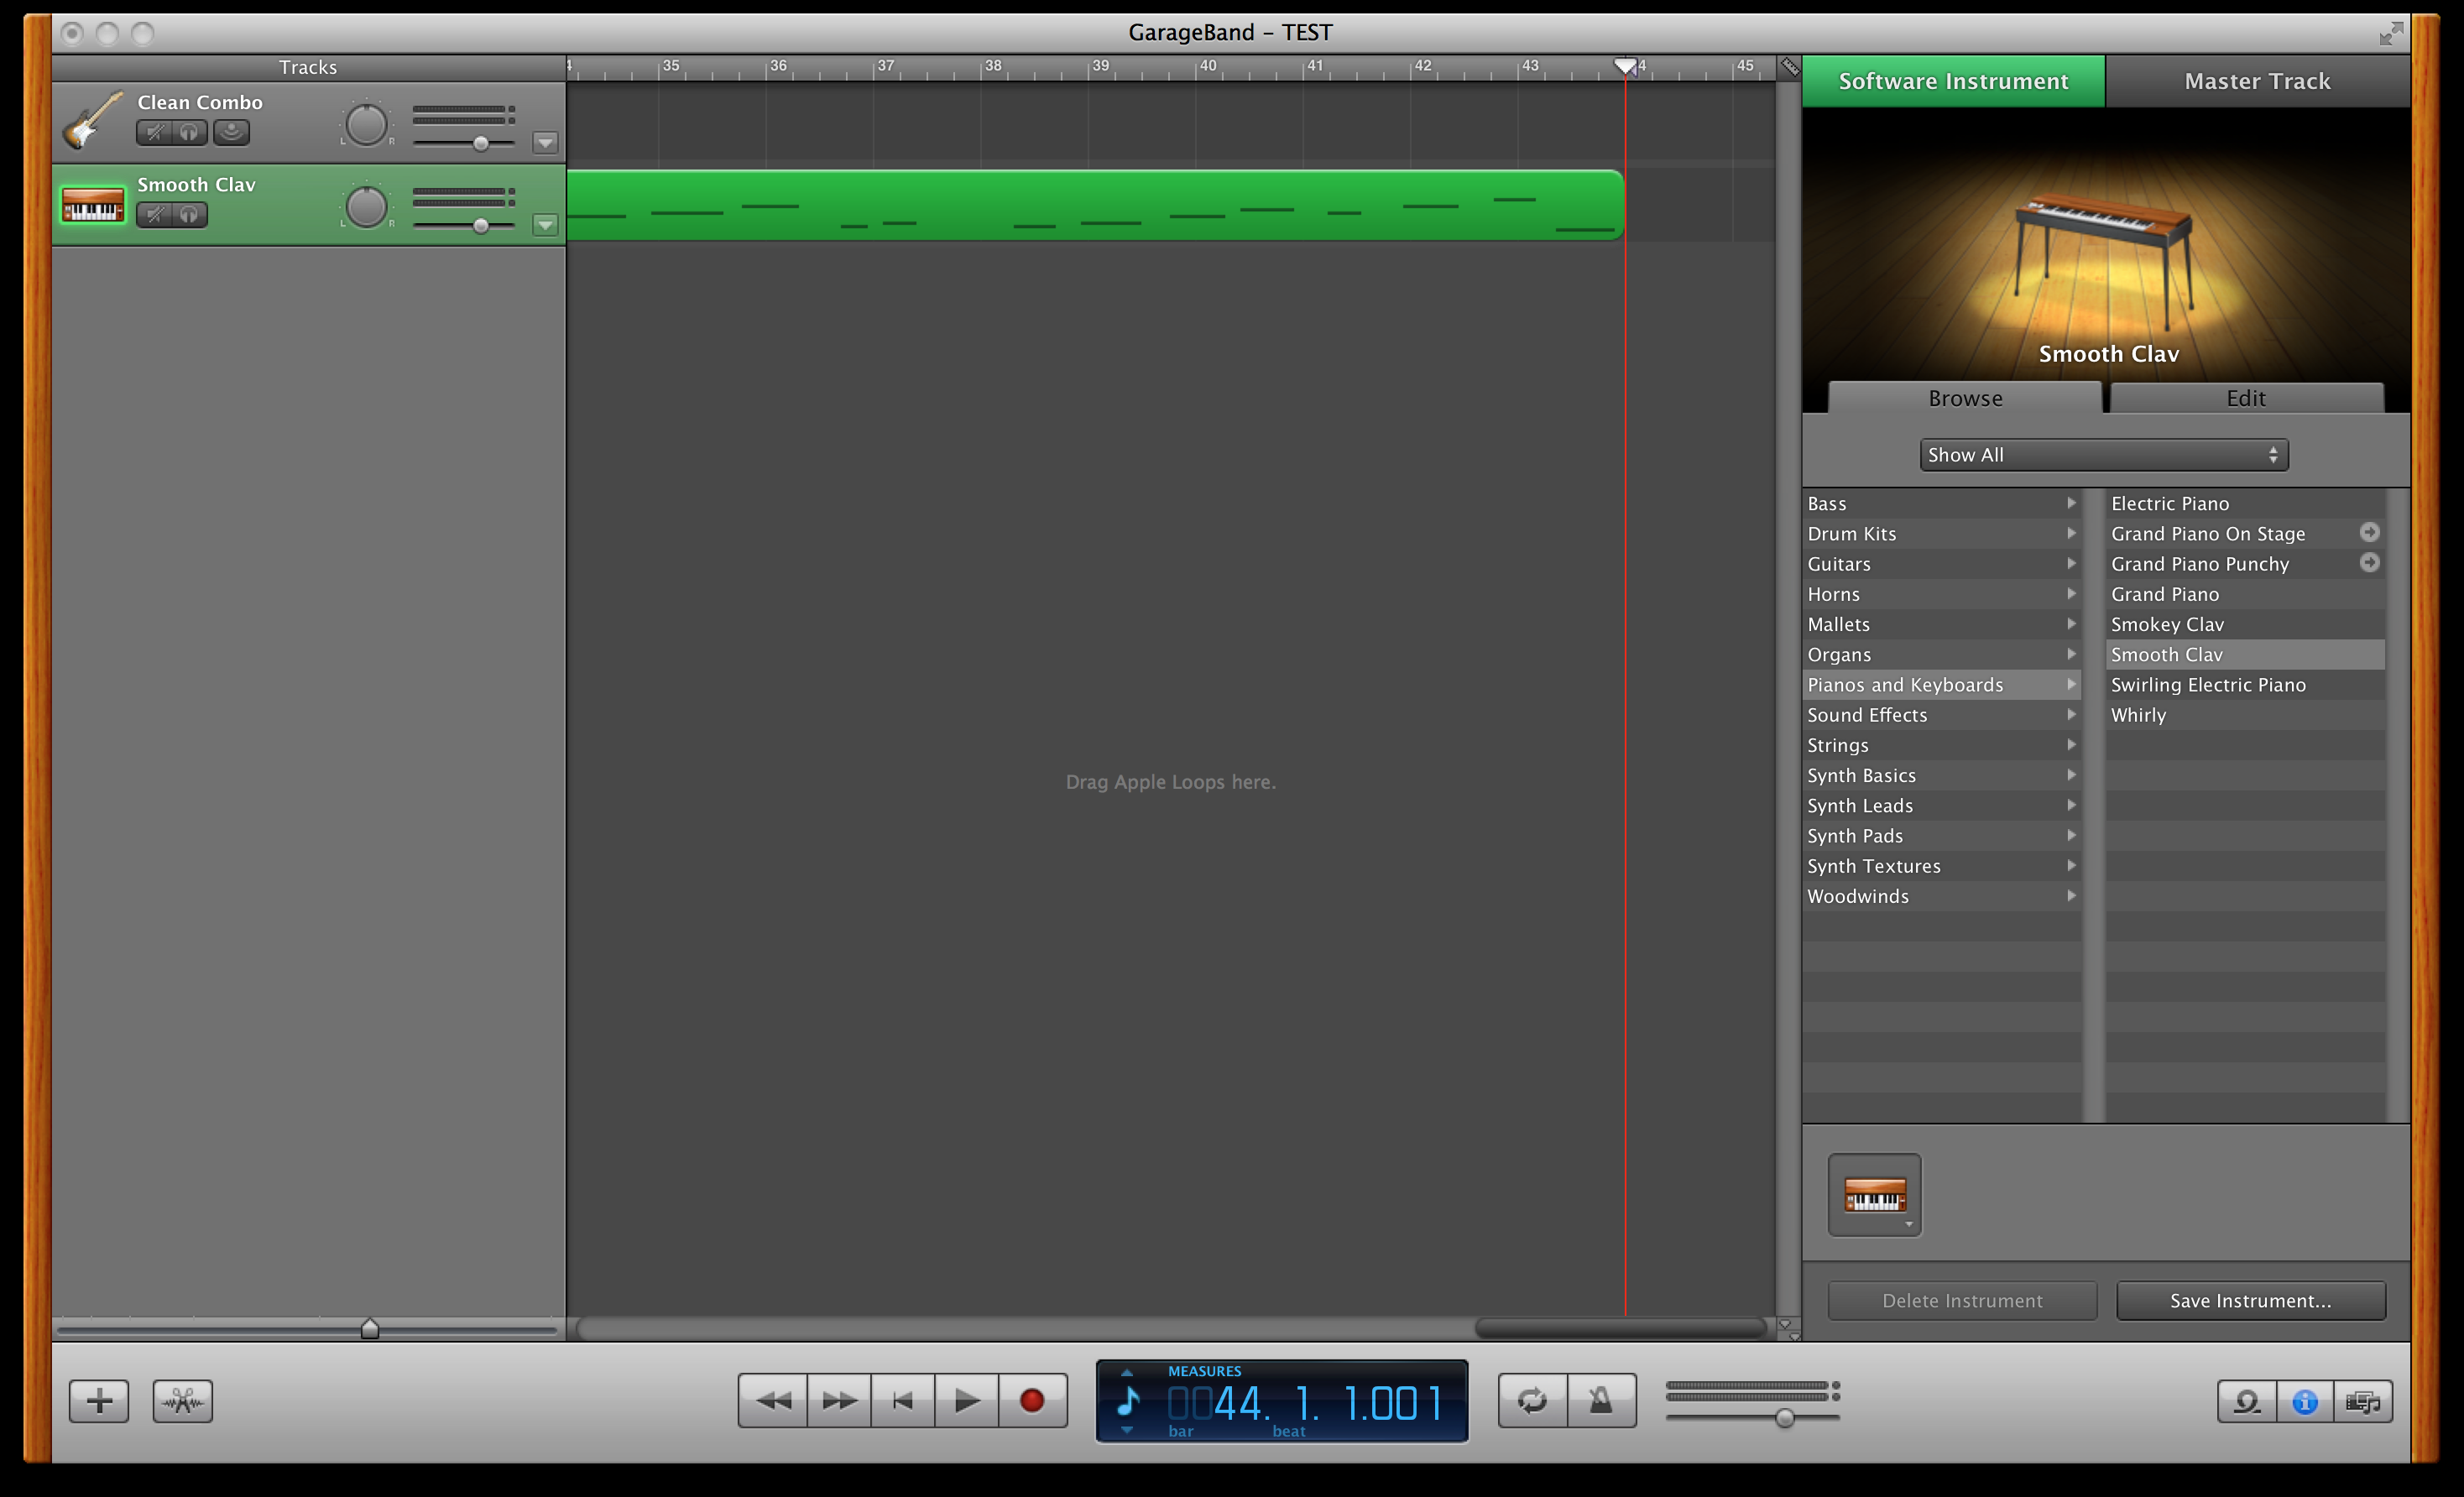 GarageBand – TEST
Tracks
35 36 37 38 39 40 41 42 43 4 45
Clean Combo
L R
Smooth Clav
L R
Drag Apple Loops here.
Software Instrument Master Track
Smooth Clav
Browse Edit
Show All
Bass
Drum Kits
Guitars
Horns
Mallets
Organs
Pianos and Keyboards
Sound Effects
Strings
Synth Basics
Synth Leads
Synth Pads
Synth Textures
Woodwinds
Electric Piano
Grand Piano On Stage
Grand Piano Punchy
Grand Piano
Smokey Clav
Smooth Clav
Swirling Electric Piano
Whirly
Delete Instrument Save Instrument...
MEASURES
0044. 1. 1.001
bar beat